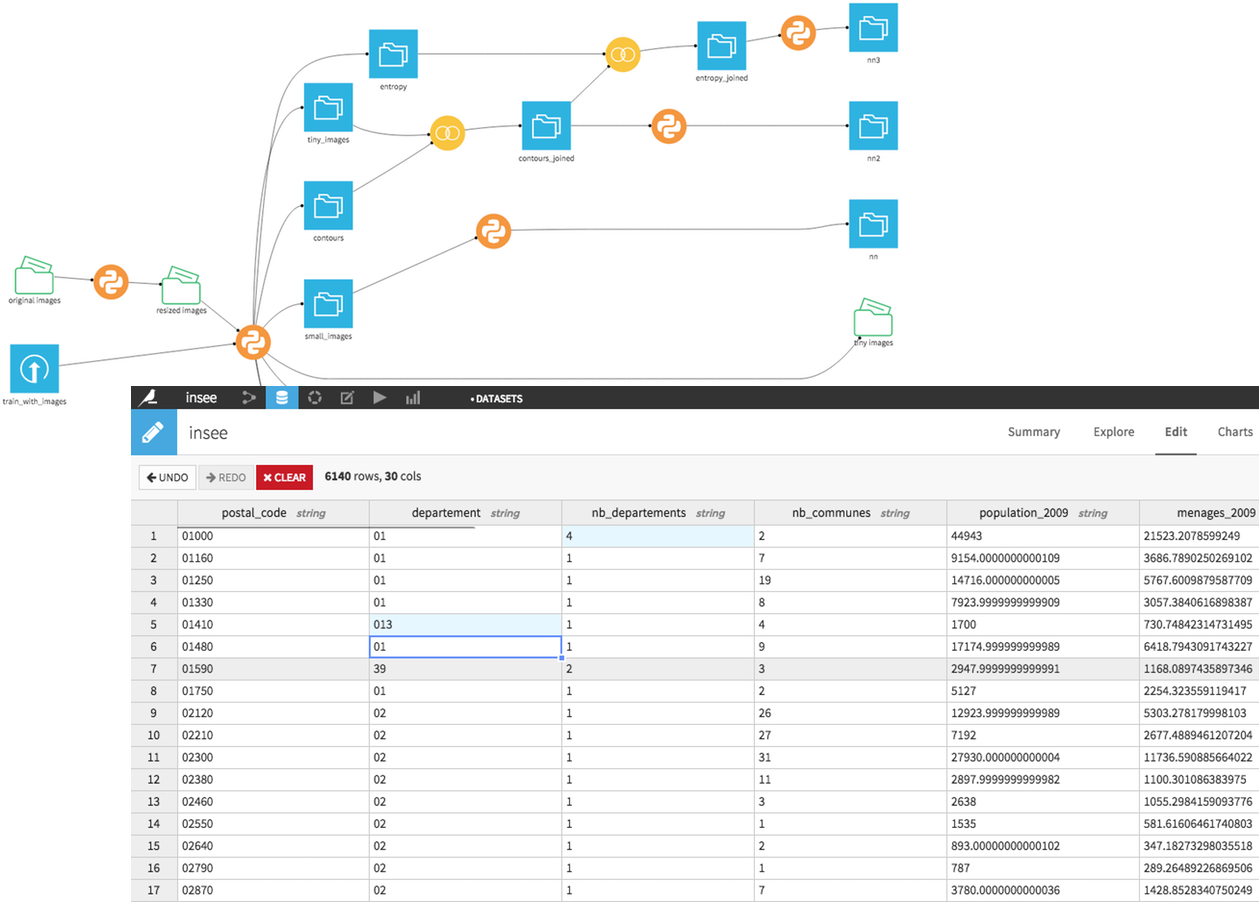 nn3
entropy
entropy_joined
tiny_images
contours_joined
nn2
contours
nn
original images
resized images
small_images
tiny images
train_with_images
insee
• DATASETS
insee Summary Explore Edit Charts
UNDO REDO CLEAR 6140 rows, 30 cols
postal_code string departement string nb_departements string nb_communes string population_2009 string menages_2009
1 01000 01 4 2 44943 21523.2078599249
2 01160 01 1 7 9154.0000000000109 3686.7890250269102
3 01250 01 1 19 14716.000000000005 5767.6009879587709
4 01330 01 1 8 7923.9999999999909 3057.3840616898387
5 01410 013 1 4 1700 730.74842314731495
6 01480 01 1 9 17174.999999999989 6418.7943091743227
7 01590 39 2 3 2947.9999999999991 1168.0897435897346
8 01750 01 1 2 5127 2254.323559119417
9 02120 02 1 26 12923.999999999989 5303.278179998103
10 02210 02 1 27 7192 2677.4889461207204
11 02300 02 1 31 27930.000000000004 11736.590885664022
12 02380 02 1 11 2897.9999999999982 1100.301086383975
13 02460 02 1 3 2638 1055.2984159093776
14 02550 02 1 1 1535 581.61606461740803
15 02640 02 1 2 893.00000000000102 347.18273298035518
16 02790 02 1 1 787 289.26489226869506
17 02870 02 1 7 3780.0000000000036 1428.8528340750249